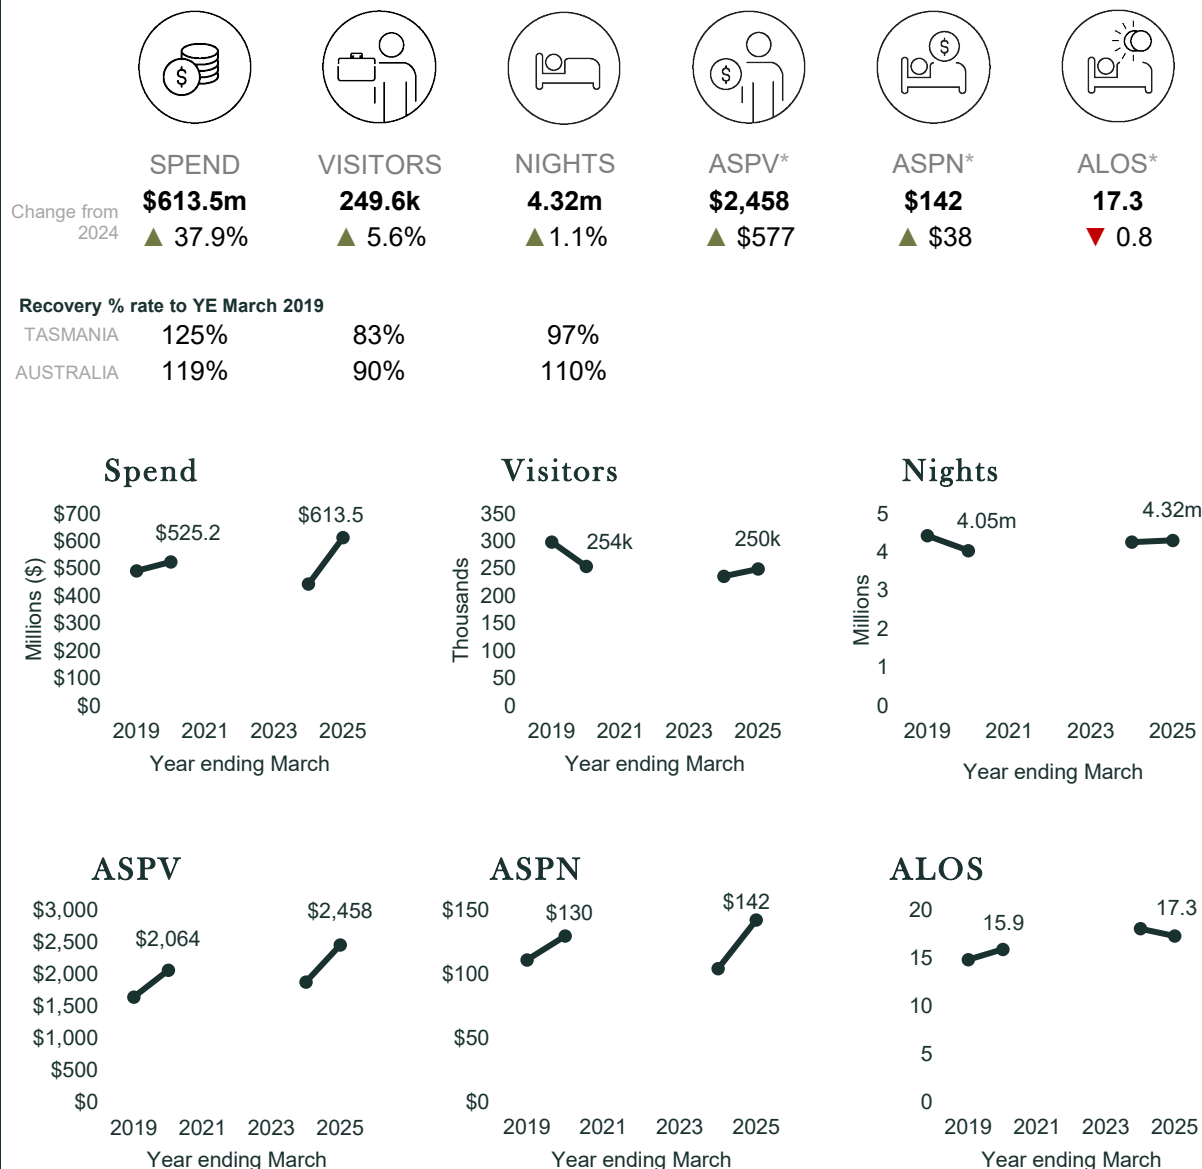 SPEND VISITORS NIGHTS ASPV* ASPN* ALOS*
$613.5m 249.6k 4.32m $2,458 $142 17.3
Change from
2024
▲ 37.9% ▲ 5.6% ▲ 1.1% ▲ $577 ▲ $38 ▼ 0.8
Recovery % rate to YE March 2019
TASMANIA 125% 83% 97%
AUSTRALIA 119% 90% 110%
Spend
$700
$600
$500
$400
$300
$200
$100
$0
Millions ($)
$525.2
$613.5
2019 2021 2023 2025
Year ending March
Visitors
350
300
250
200
150
100
50
0
Thousands
254k
250k
2019 2021 2023 2025
Year ending March
Nights
5
4
3
2
1
0
Millions
4.05m
4.32m
2019 2021 2023 2025
Year ending March
ASPV
$3,000
$2,500
$2,000
$1,500
$1,000
$500
$0
$2,064
$2,458
2019 2021 2023 2025
Year ending March
ASPN
$150
$100
$50
$0
$130
$142
2019 2021 2023 2025
Year ending March
ALOS
20
15
10
5
0
15.9
17.3
2019 2021 2023 2025
Year ending March